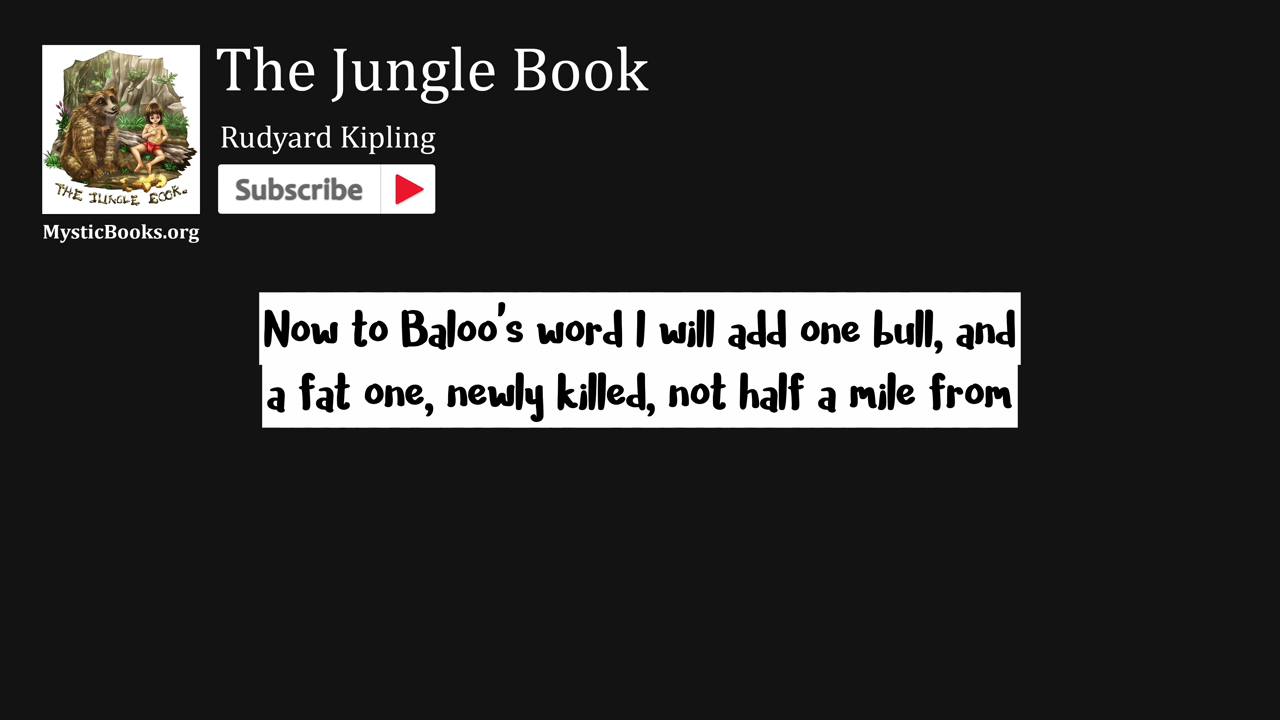 The Jungle Book
Rudyard Kipling
Subscribe
THE JUNGLE BOOK.
MysticBooks.org
Now to Baloo's word I will add one bull, and
a fat one, newly killed, not half a mile from